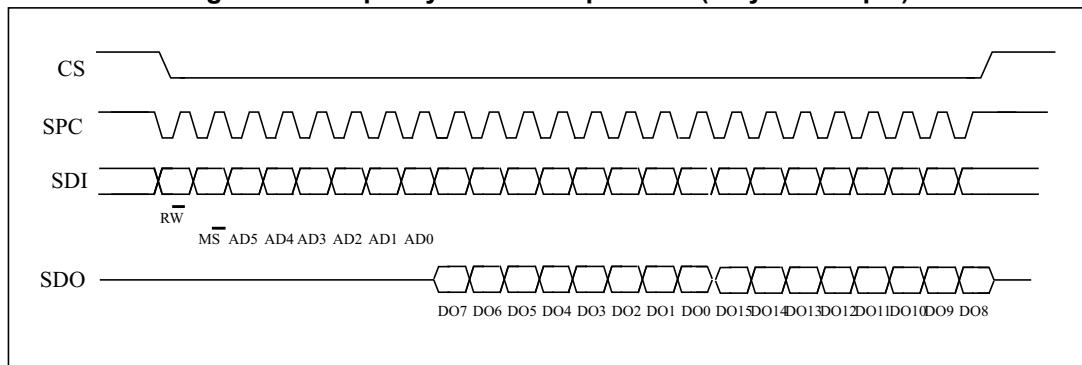 CS
SPC
SDI
RW
MS AD5 AD4 AD3 AD2 AD1 AD0
SDO
DO7 DO6 DO5 DO4 DO3 DO2 DO1 DO0 DO15 DO14 DO13 DO12 DO11 DO10 DO9 DO8